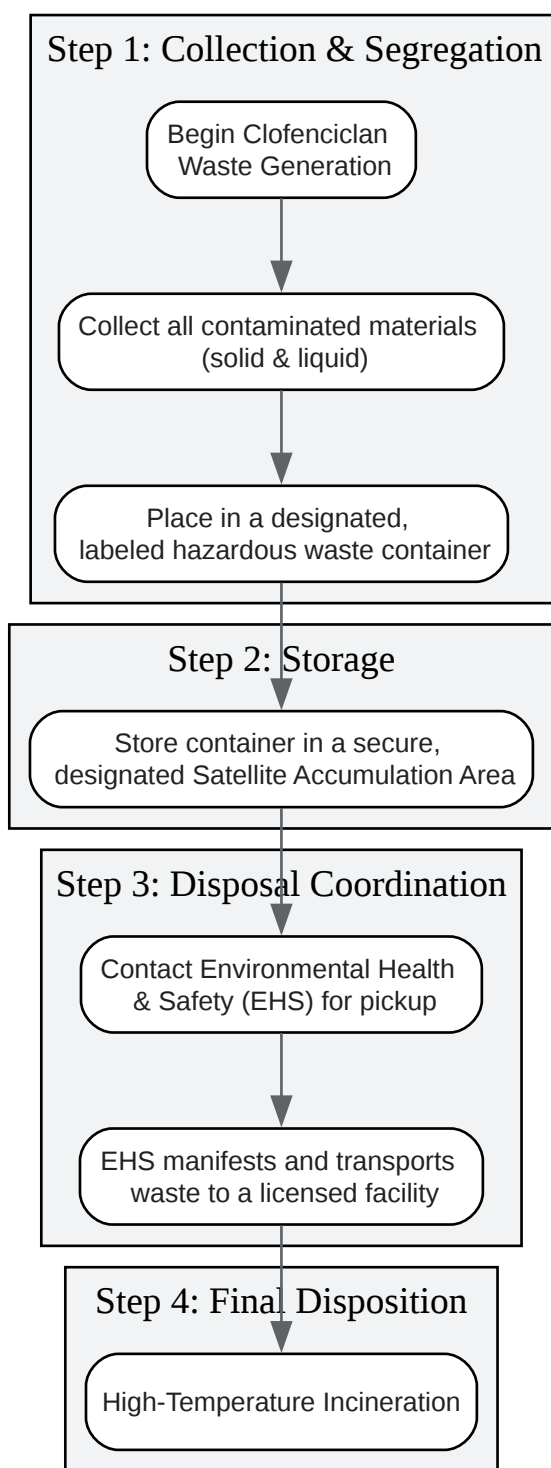 Step 1: Collection & Segregation
Begin Clofenciclan
Waste Generation
Collect all contaminated materials
(solid & liquid)
Place in a designated,
labeled hazardous waste container
Step 2: Storage
Store container in a secure,
designated Satellite Accumulation Area
Step 3: Disposal Coordination
Contact Environmental Health
& Safety (EHS) for pickup
EHS manifests and transports
waste to a licensed facility
Step 4: Final Disposition
High-Temperature Incineration